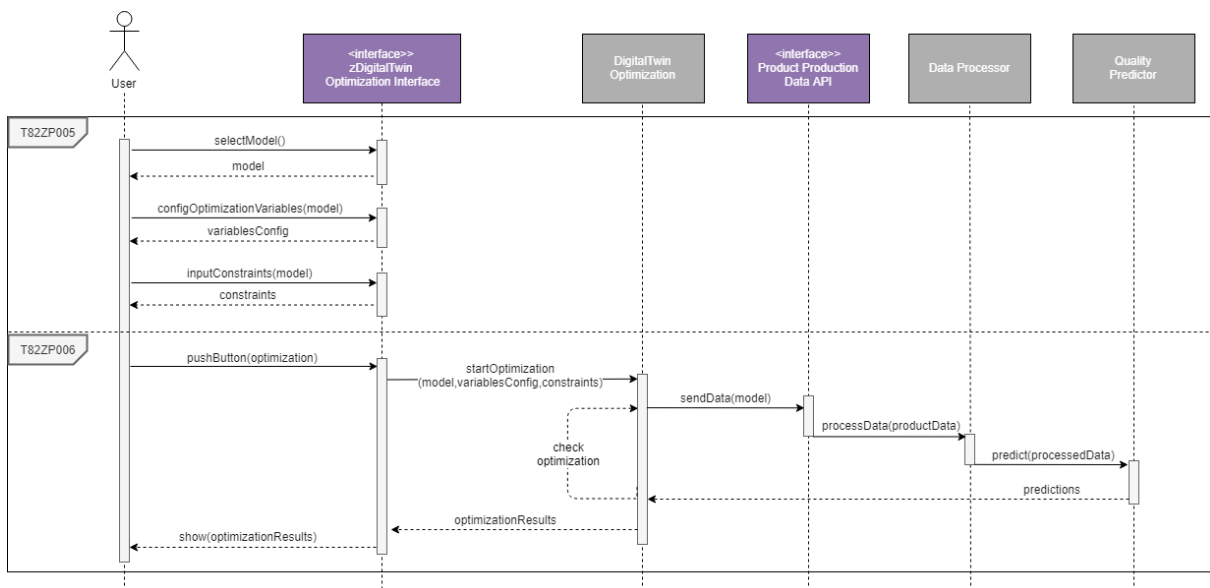 User
<interface>>
zDigitalTwin
Optimization Interface
DigitalTwin
Optimization
<interface>>
Product Production
Data API
Data Processor
Quality
Predictor
T82ZP005
selectModel()
model
configOptimizationVariables(model)
variablesConfig
inputConstraints(model)
constraints
T82ZP006
pushButton(optimization)
startOptimization
(model,variablesConfig,constraints)
sendData(model)
processData(productData)
check
optimization
predict(processedData)
predictions
optimizationResults
show(optimizationResults)